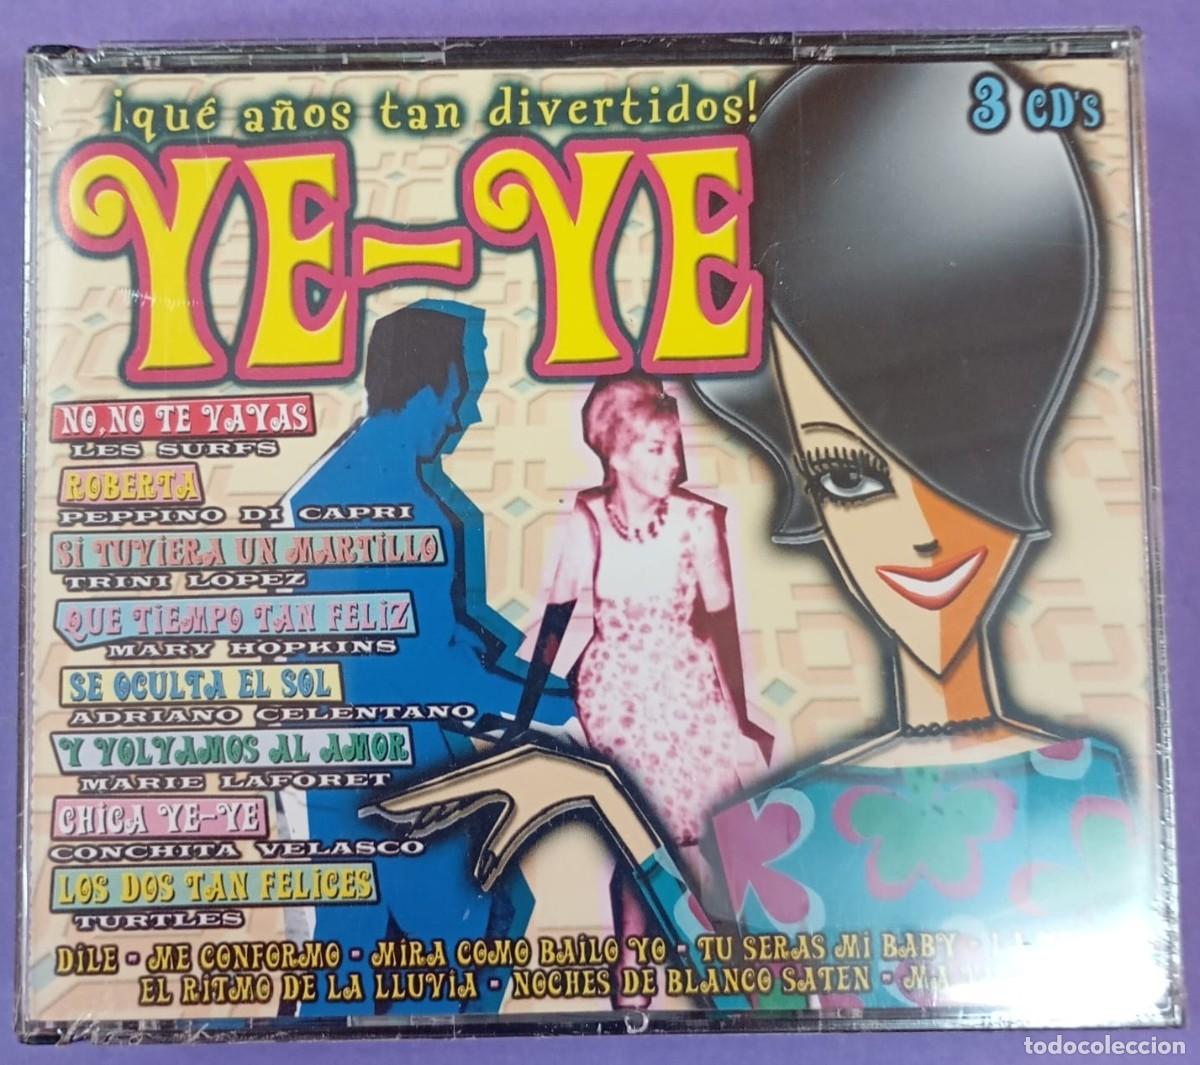 ¡qué años tan divertidos!
3 CD's
YE-YE
NO, NO TE VAYAS
LES SURFS
ROBERTA
PEPPINO DI CAPRI
SI TUVIERA UN MARTILLO
TRINI LOPEZ
QUE TIEMPO TAN FELIZ
MARY HOPKINS
SE OCULTA EL SOL
ADRIANO CELENTANO
Y VOLVAMOS AL AMOR
MARIE LAFORET
CHICA YE-YE
CONCHITA VELASCO
LOS DOS TAN FELICES
TURTLES
DILE - ME CONFORMO - MIRA COMO BAILO YO - TU SERAS MI BABY - LA
EL RITMO DE LA LLUVIA - NOCHES DE BLANCO SATEN -
todocoleccion